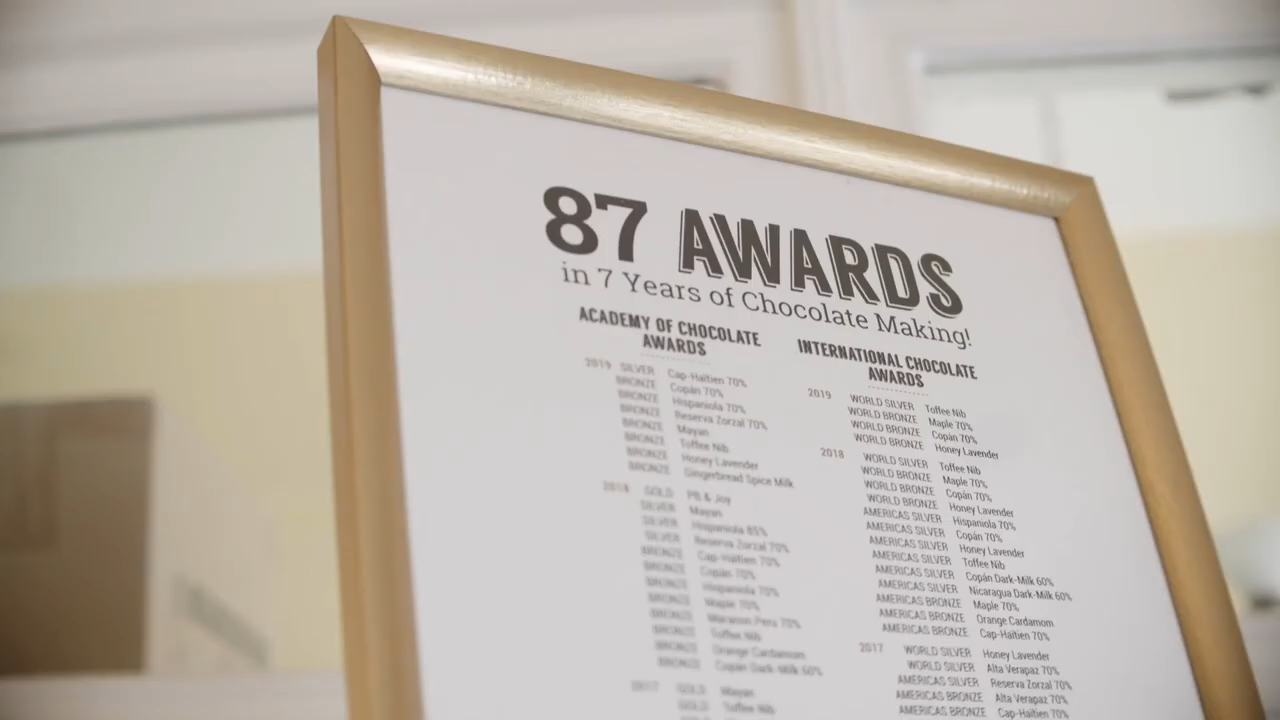 87 AWARDS
in 7 Years of Chocolate Making!
ACADEMY OF CHOCOLATE
AWARDS
2019 SILVER Cap-Haïtien 70%
BRONZE Copán 70%
BRONZE Hispaniola 70%
BRONZE Reserva Zorzal 70%
BRONZE Mayan
BRONZE Toffee Nib
BRONZE Honey Lavender
BRONZE Gingerbread Spice Milk
2018 GOLD PB & Joy
SILVER Mayan
SILVER Hispaniola 85%
SILVER Reserva Zorzal 70%
BRONZE Cap-Haïtien 70%
BRONZE Copán 70%
BRONZE Hispaniola 70%
BRONZE Maple 70%
BRONZE Maranon Peru 70%
BRONZE Toffee Nib
BRONZE Orange Cardamom
BRONZE Copán Dark-Milk 60%
2017 GOLD Mayan
GOLD Toffee Nib
INTERNATIONAL CHOCOLATE
AWARDS
2019 WORLD SILVER Toffee Nib
WORLD BRONZE Maple 70%
WORLD BRONZE Copán 70%
WORLD BRONZE Honey Lavender
2018 WORLD SILVER Toffee Nib
WORLD BRONZE Maple 70%
WORLD BRONZE Copán 70%
WORLD BRONZE Honey Lavender
AMERICAS SILVER Hispaniola 70%
AMERICAS SILVER Copán 70%
AMERICAS SILVER Honey Lavender
AMERICAS SILVER Toffee Nib
AMERICAS SILVER Copán Dark-Milk 60%
AMERICAS SILVER Nicaragua Dark-Milk 60%
AMERICAS BRONZE Maple 70%
AMERICAS BRONZE Orange Cardamom
AMERICAS BRONZE Cap-Haïtien 70%
2017 WORLD SILVER Honey Lavender
WORLD SILVER Alta Verapaz 70%
AMERICAS SILVER Reserva Zorzal 70%
AMERICAS BRONZE Alta Verapaz 70%
AMERICAS BRONZE Cap-Haïtien 70%